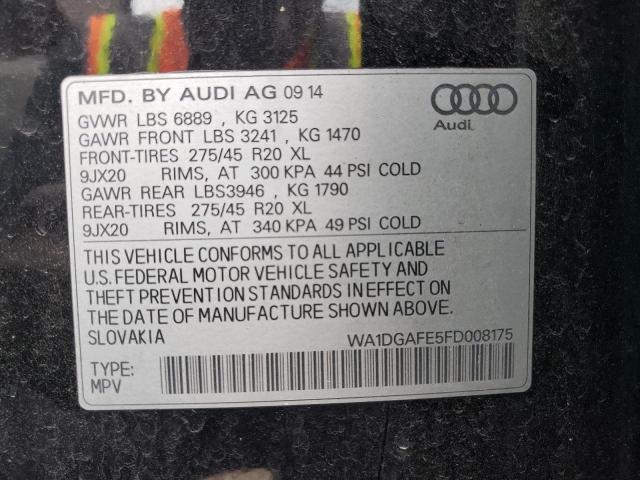 MFD. BY AUDI AG 09 14
GVWR LBS 6889 , KG 3125
GAWR FRONT LBS 3241 , KG 1470
FRONT-TIRES 275/45 R20 XL
9JX20 RIMS, AT 300 KPA 44 PSI COLD
GAWR REAR LBS3946 , KG 1790
REAR-TIRES 275/45 R20 XL
9JX20 RIMS, AT 340 KPA 49 PSI COLD
Audi
THIS VEHICLE CONFORMS TO ALL APPLICABLE
U.S. FEDERAL MOTOR VEHICLE SAFETY AND
THEFT PREVENTION STANDARDS IN EFFECT ON
THE DATE OF MANUFACTURE SHOWN ABOVE.
SLOVAKIA WA1DGAFE5FD008175
TYPE:
MPV